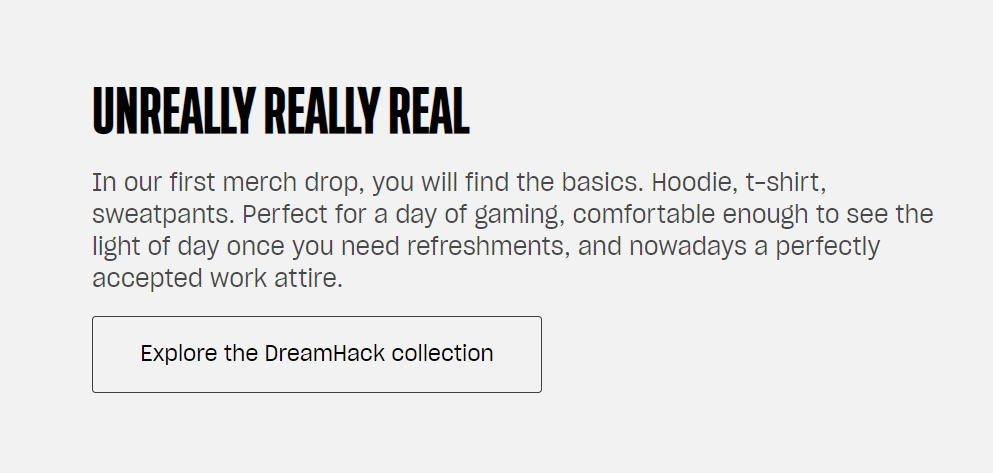 UNREALLY REALLY REAL
In our first merch drop, you will find the basics. Hoodie, t-shirt,
sweatpants. Perfect for a day of gaming, comfortable enough to see the
light of day once you need refreshments, and nowadays a perfectly
accepted work attire.
Explore the DreamHack collection